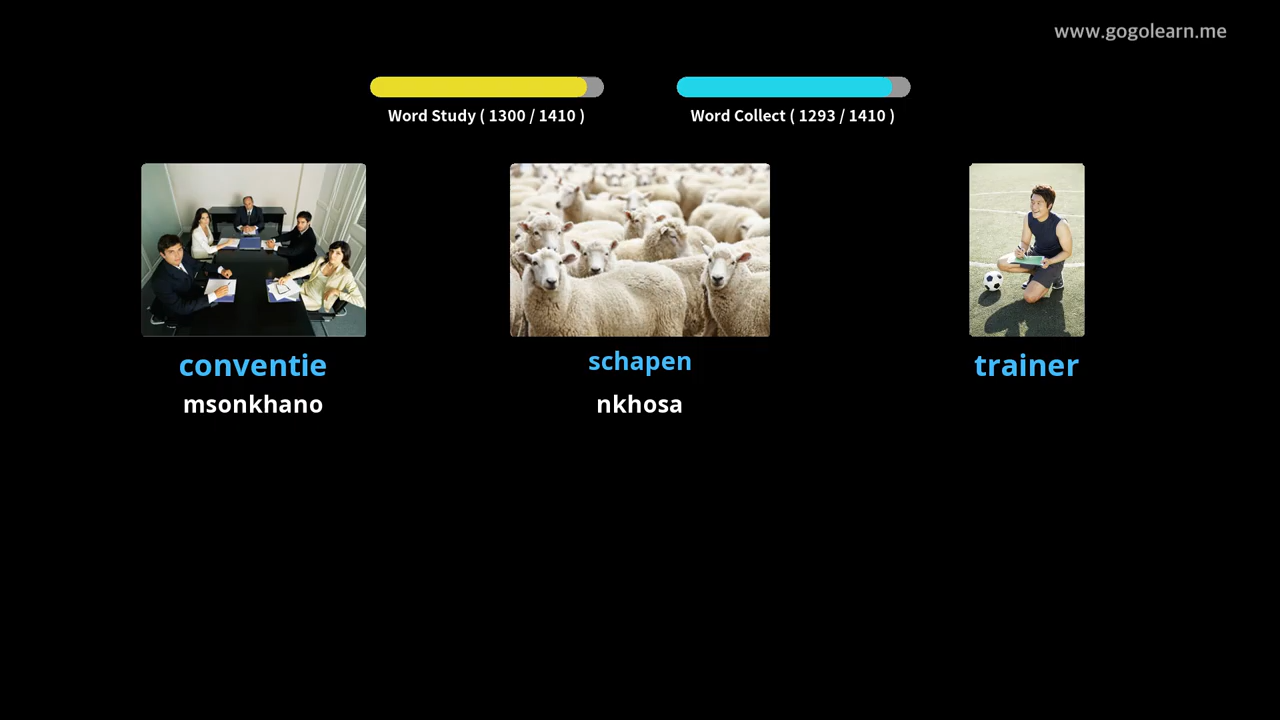 www.gogolearn.me
Word Study ( 1300 / 1410 )
Word Collect ( 1293 / 1410 )
conventie
schapen
trainer
msonkhano
nkhosa